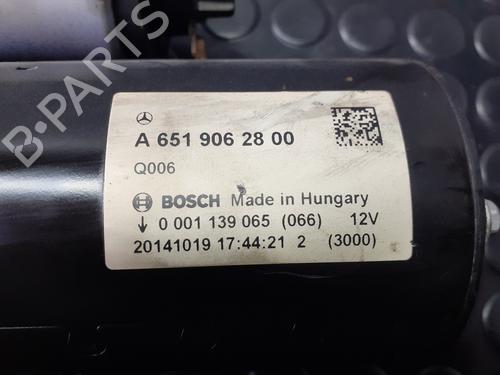 A 651 906 28 00
Q006
BOSCH Made in Hungary
↓ 0 001 139 065 (066) 12V
20141019 17:44:21 2 (3000)
B-PARTS